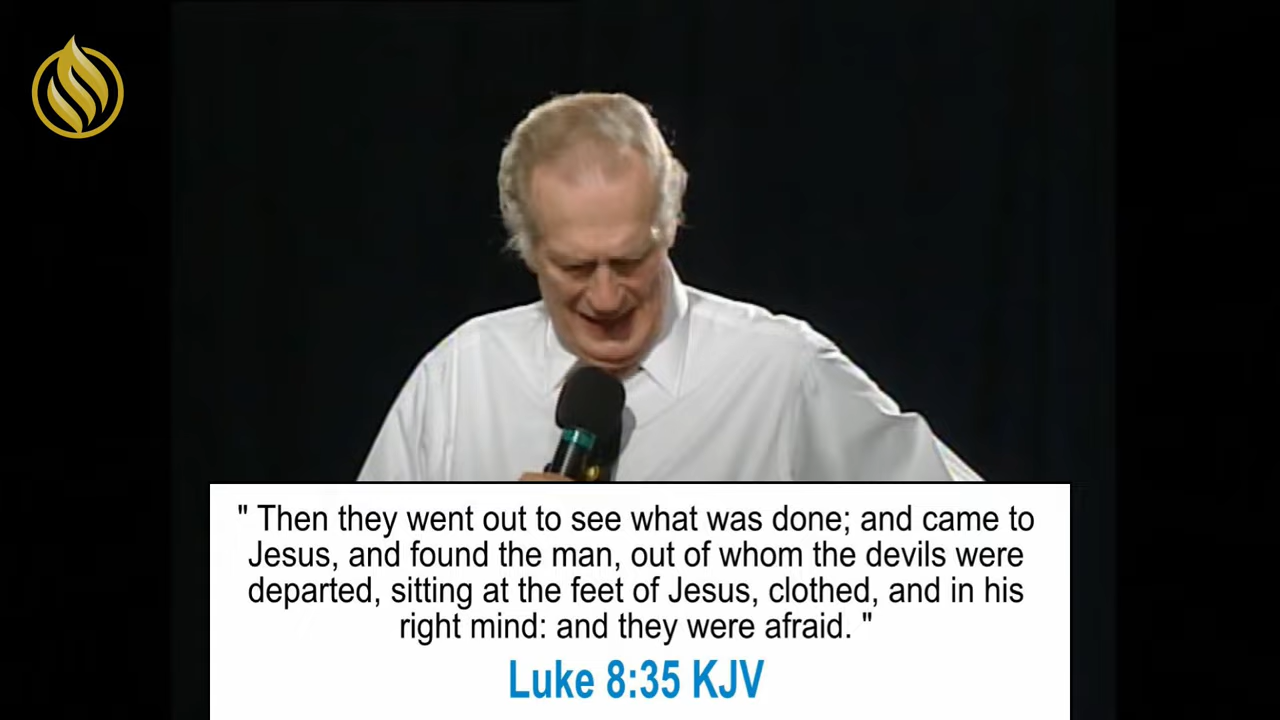 " Then they went out to see what was done; and came to
Jesus, and found the man, out of whom the devils were
departed, sitting at the feet of Jesus, clothed, and in his
right mind: and they were afraid. "
Luke 8:35 KJV